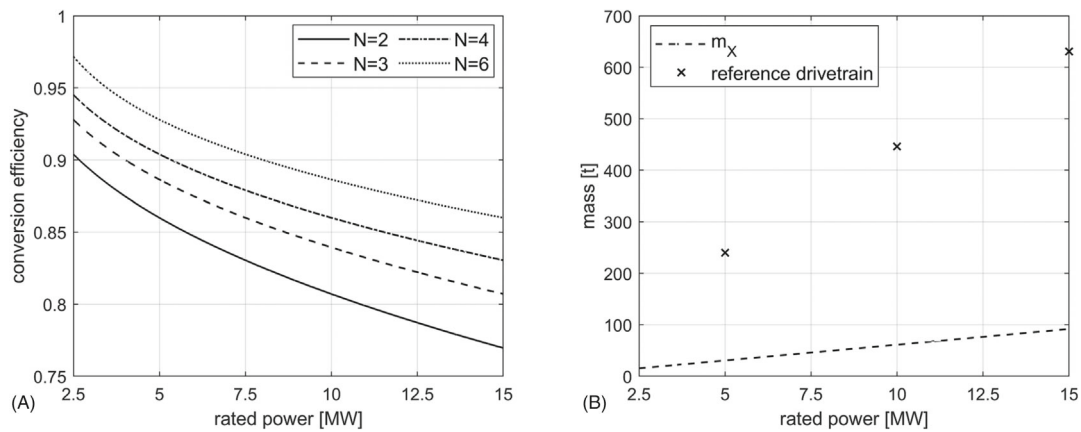 1
0.95
0.9
0.85
0.8
0.75
conversion efficiency
N=2 N=4
N=3 N=6
2.5 5 7.5 10 12.5 15
rated power [MW]
(A)
700
600
500
400
300
200
100
0
mass [t]
m_X
reference drivetrain
2.5 5 7.5 10 12.5 15
rated power [MW]
(B)